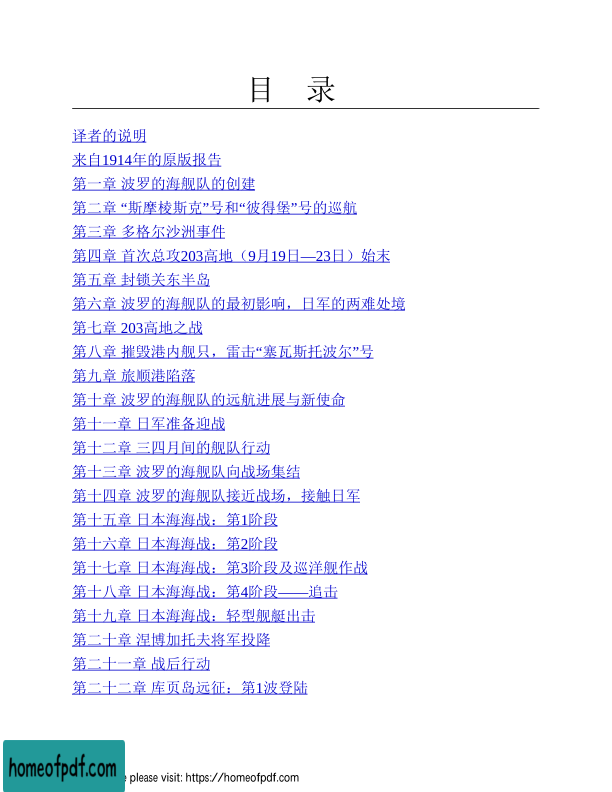 目 录
译者的说明
来自1914年的原版报告
第一章 波罗的海舰队的创建
第二章 “斯摩棱斯克”号和“彼得堡”号的巡航
第三章 多格尔沙洲事件
第四章 首次总攻203高地（9月19日—23日）始末
第五章 封锁关东半岛
第六章 波罗的海舰队的最初影响，日军的两难处境
第七章 203高地之战
第八章 摧毁港内舰只，雷击“塞瓦斯托波尔”号
第九章 旅顺港陷落
第十章 波罗的海舰队的远航进展与新使命
第十一章 日军准备迎战
第十二章 三四月间的舰队行动
第十三章 波罗的海舰队向战场集结
第十四章 波罗的海舰队接近战场，接触日军
第十五章 日本海海战：第1阶段
第十六章 日本海海战：第2阶段
第十七章 日本海海战：第3阶段及巡洋舰作战
第十八章 日本海海战：第4阶段——追击
第十九章 日本海海战：轻型舰艇出击
第二十章 涅博加托夫将军投降
第二十一章 战后行动
第二十二章 库页岛远征：第1波登陆
homeofpdf.com
e please visit: https://homeofpdf.com